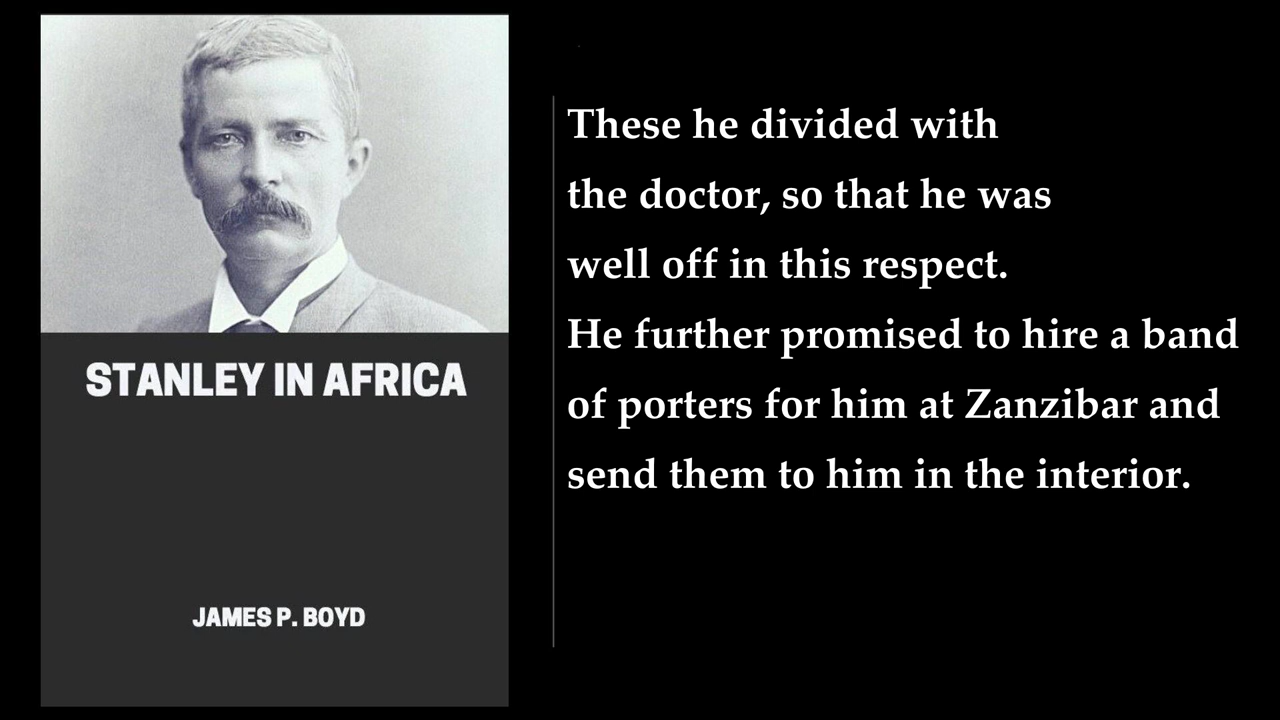 STANLEY IN AFRICA
JAMES P. BOYD
These he divided with
the doctor, so that he was
well off in this respect.
He further promised to hire a band
of porters for him at Zanzibar and
send them to him in the interior.